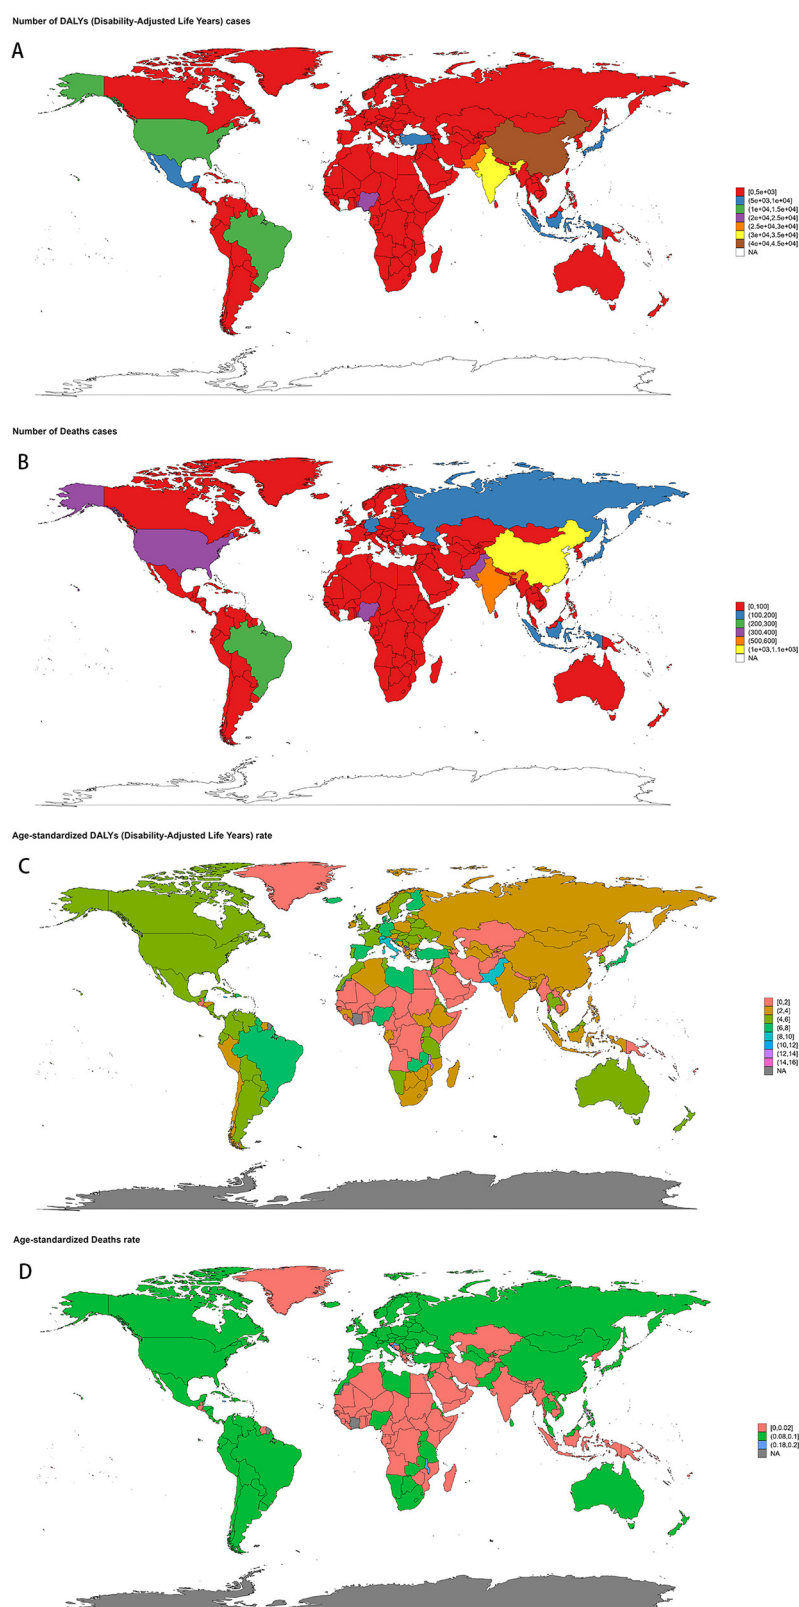 Number of DALYs (Disability-Adjusted Life Years) cases
A
[0,5e+03]
(5e+03,1e+04]
(1e+04,1.5e+04]
(2e+04,2.5e+04]
(2.5e+04,3e+04]
(3e+04,3.5e+04]
(4e+04,4.5e+04]
NA
Number of Deaths cases
B
[0,100]
(100,200]
(200,300]
(300,400]
(500,600]
(1e+03,1.1e+03]
NA
Age-standardized DALYs (Disability-Adjusted Life Years) rate
C
[0,2]
(2,4]
(4,6]
(6,8]
(8,10]
(10,12]
(12,14]
(14,16]
NA
Age-standardized Deaths rate
D
[0,0.02]
(0.08,0.1]
(0.18,0.2]
NA